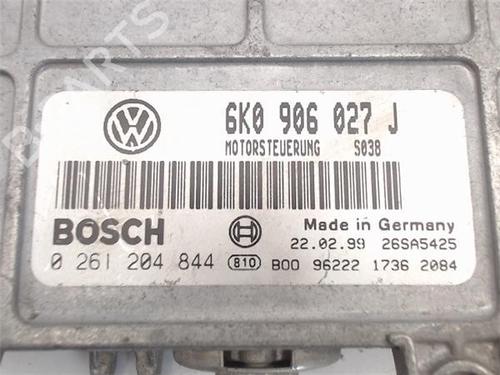 6K0 906 027 J
MOTORSTEUERUNG S038
BOSCH
Made in Germany
22.02.99 26SA5425
0 261 204 844 810 B00 96222 1736 2084